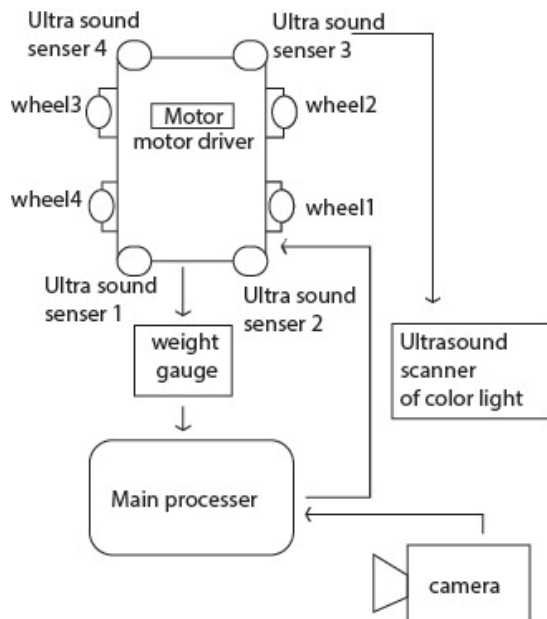 Ultra sound
senser 4
Ultra sound
senser 3
wheel3
wheel2
Motor
motor driver
wheel4
wheel1
Ultra sound
senser 1
Ultra sound
senser 2
weight
gauge
Ultrasound
scanner
of color light
Main processer
camera